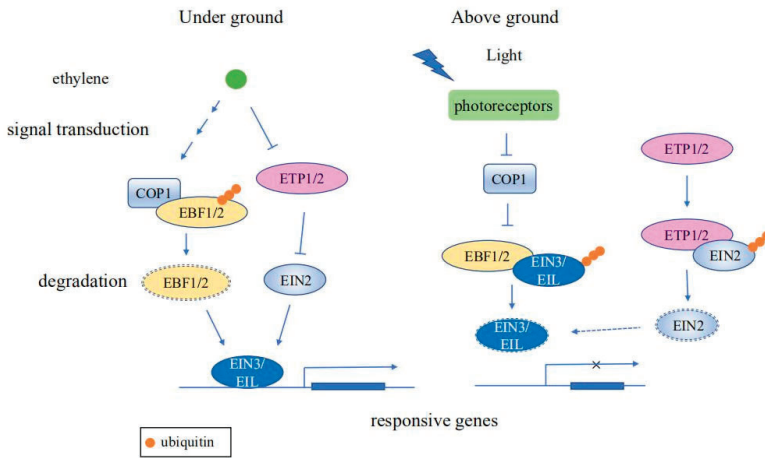 Under ground
Above ground
Light
ethylene
photoreceptors
signal transduction
ETP1/2
COP1
ETP1/2
COP1
EBF1/2
ETP1/2
EIN2
EBF1/2
EIN3/
EIL
degradation
EBF1/2
EIN2
EIN3/
EIL
EIN2
EIN3/
EIL
responsive genes
ubiquitin